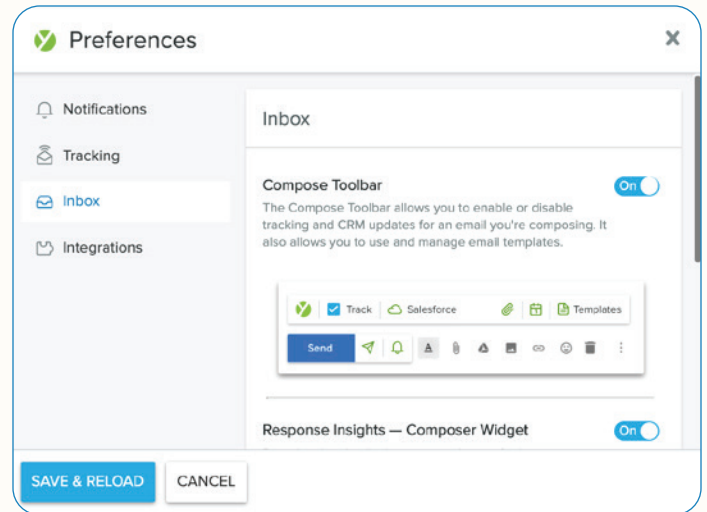 Preferences
Notifications
Tracking
Inbox
Integrations
Inbox
Compose Toolbar
On
The Compose Toolbar allows you to enable or disable
tracking and CRM updates for an email you're composing. It
also allows you to use and manage email templates.
Track
Salesforce
Templates
Send
Response Insights — Composer Widget
On
SAVE & RELOAD
CANCEL